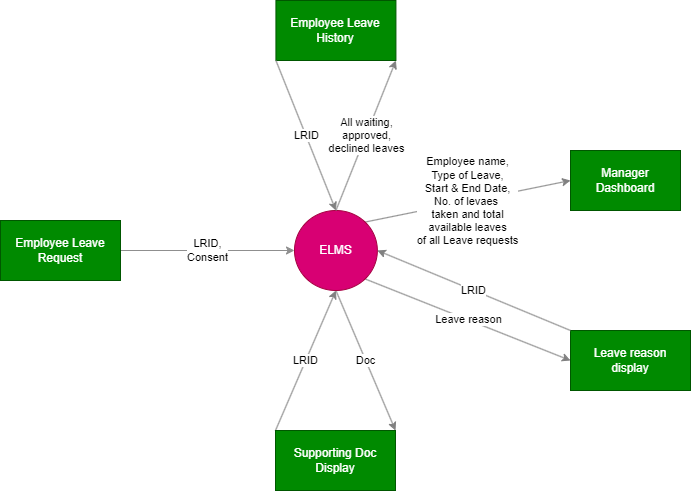 Employee Leave
History
LRID
All waiting,
approved,
declined leaves
Employee name,
Type of Leave,
Start & End Date,
No. of levaes
taken and total
available leaves
of all Leave requests
Manager
Dashboard
Employee Leave
Request
LRID,
Consent
ELMS
LRID
Leave reason
Leave reason
display
LRID
Doc
Supporting Doc
Display